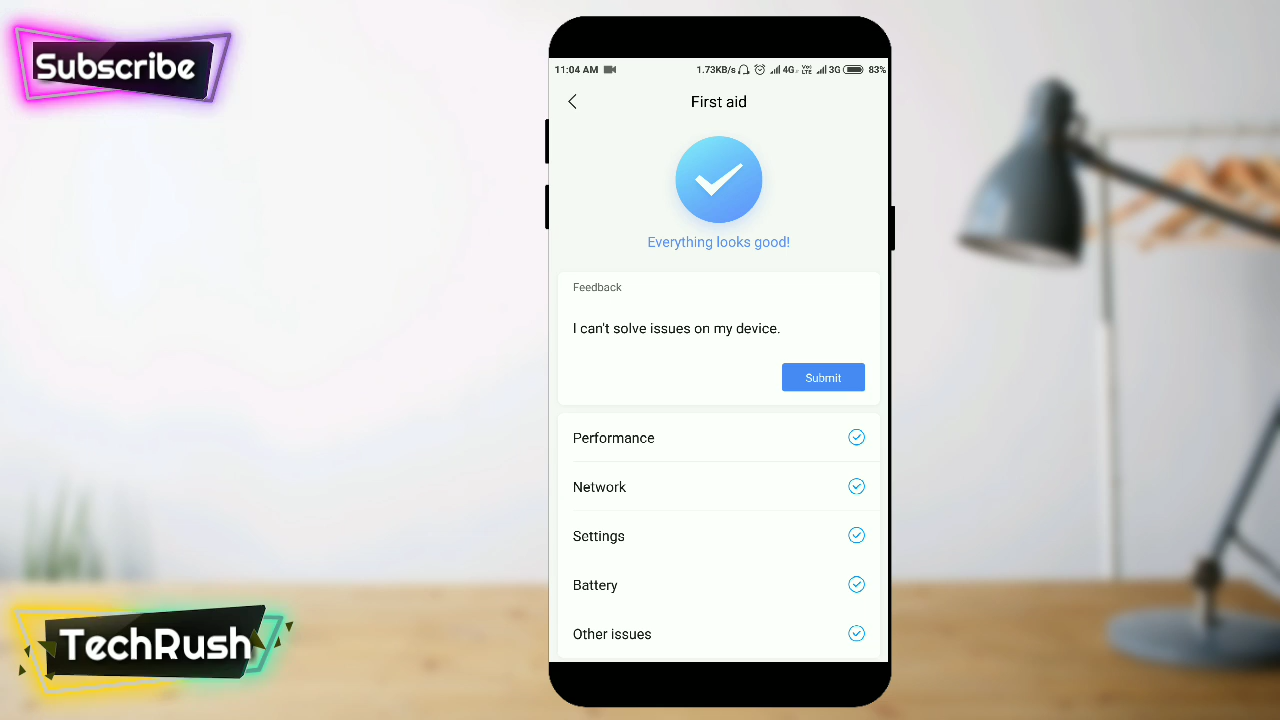 Subscribe
11:04 AM 1.73KB/s 4G VoLTE 3G 83%
First aid
Everything looks good!
Feedback
I can't solve issues on my device.
Submit
Performance
Network
Settings
Battery
Other issues
TechRush